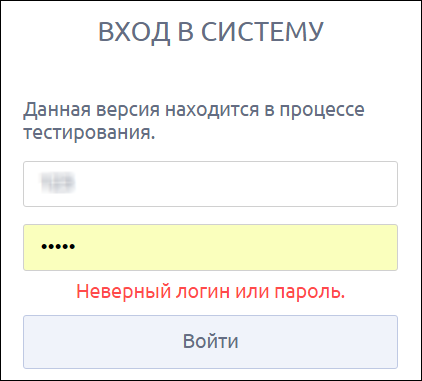 ВХОД В СИСТЕМУ
Данная версия находится в процессе
тестирования.
•••••
Неверный логин или пароль.
Войти